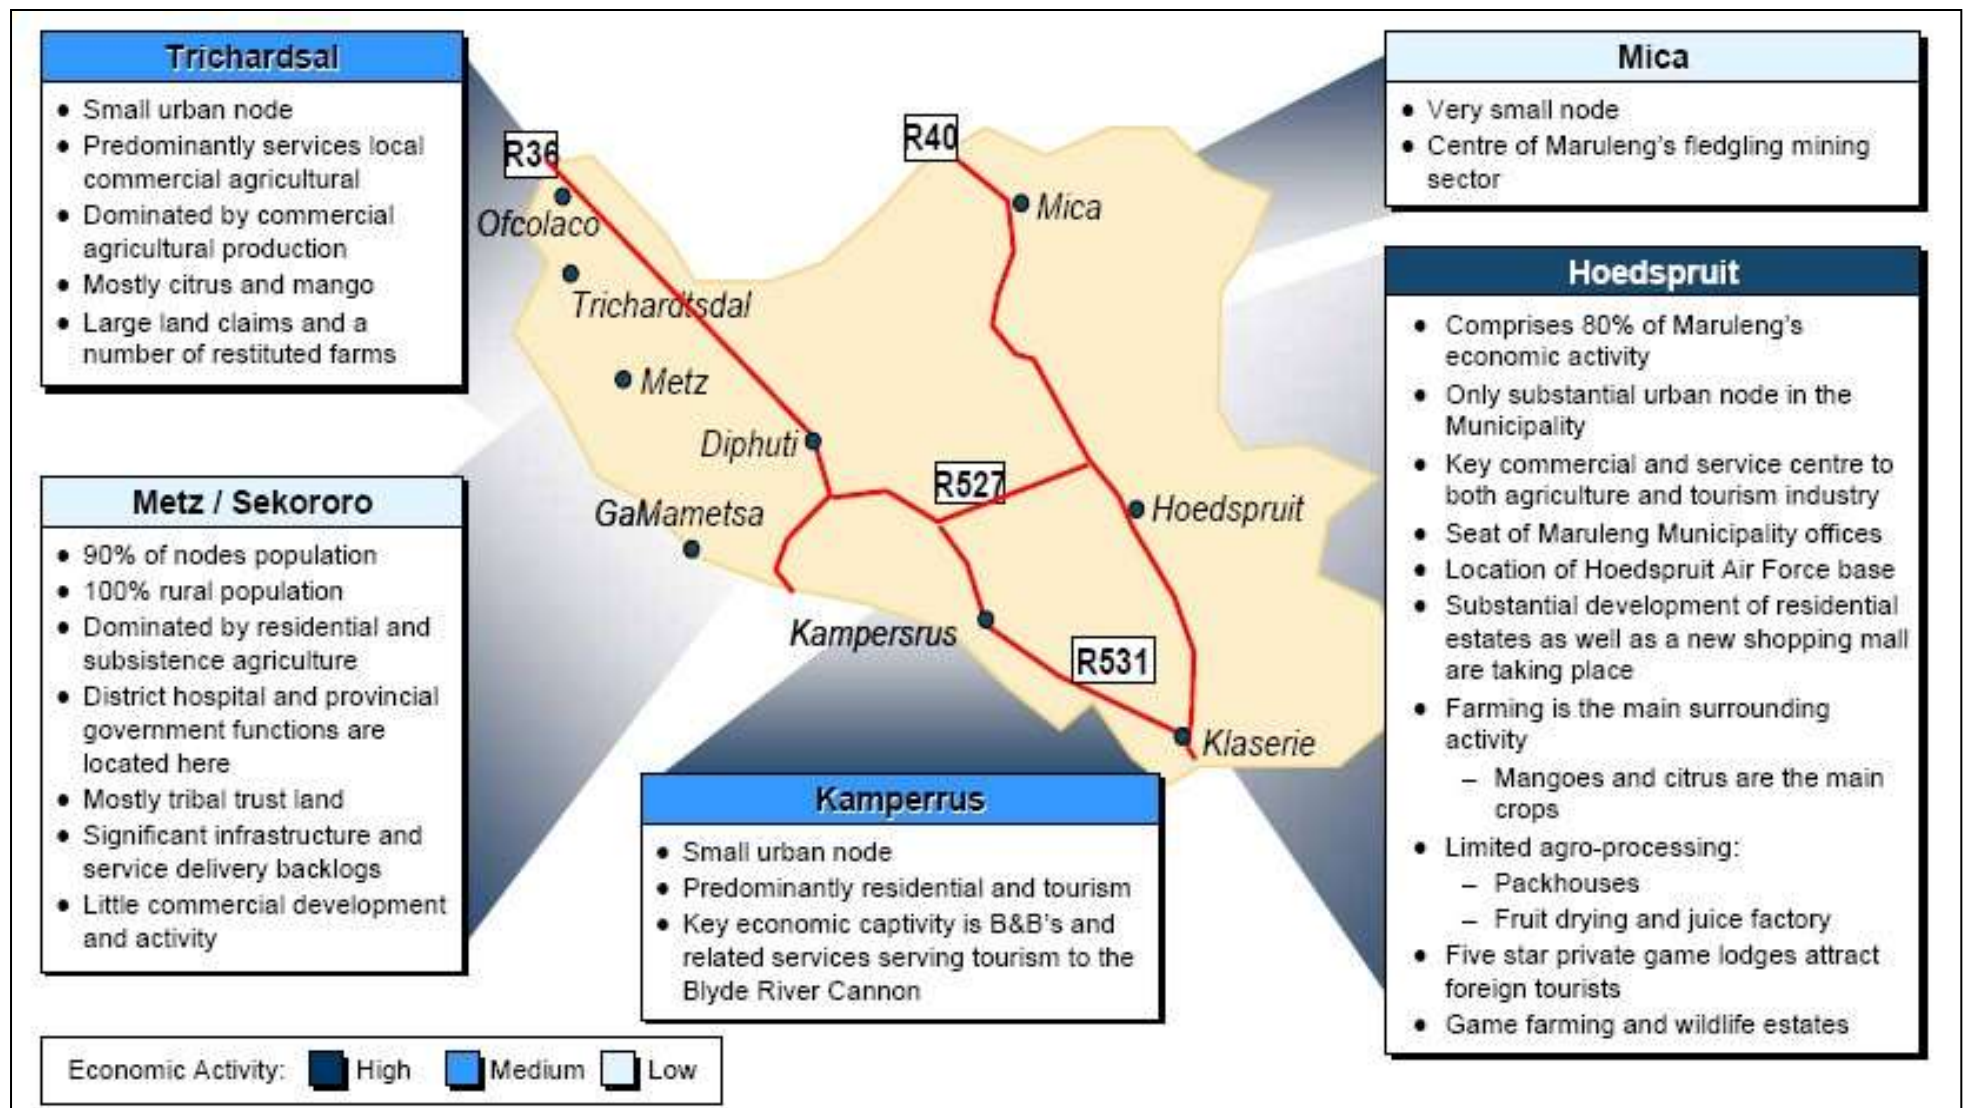 Trichardsal
● Small urban node
● Predominantly services local
commercial agricultural
● Dominated by commercial
agricultural production
● Mostly citrus and mango
● Large land claims and a
number of restituted farms
Metz / Sekororo
● 90% of nodes population
● 100% rural population
● Dominated by residential and
subsistence agriculture
● District hospital and provincial
government functions are
located here
● Mostly tribal trust land
● Significant infrastructure and
service delivery backlogs
● Little commercial development
and activity
R36
Ofcolaco
Trichardtsdal
Metz
Diphuti
GaMametsa
Kampersrus
R40
Mica
R527
Hoedspruit
R531
Klaserie
Kamperrus
● Small urban node
● Predominantly residential and tourism
● Key economic captivity is B&B's and
related services serving tourism to the
Blyde River Cannon
Mica
● Very small node
● Centre of Maruleng's fledgling mining
sector
Hoedspruit
● Comprises 80% of Maruleng's
economic activity
● Only substantial urban node in the
Municipality
● Key commercial and service centre to
both agriculture and tourism industry
● Seat of Maruleng Municipality offices
● Location of Hoedspruit Air Force base
● Substantial development of residential
estates as well as a new shopping mall
are taking place
● Farming is the main surrounding
activity
– Mangoes and citrus are the main
crops
● Limited agro-processing:
– Packhouses
– Fruit drying and juice factory
● Five star private game lodges attract
foreign tourists
● Game farming and wildlife estates
Economic Activity: High Medium Low